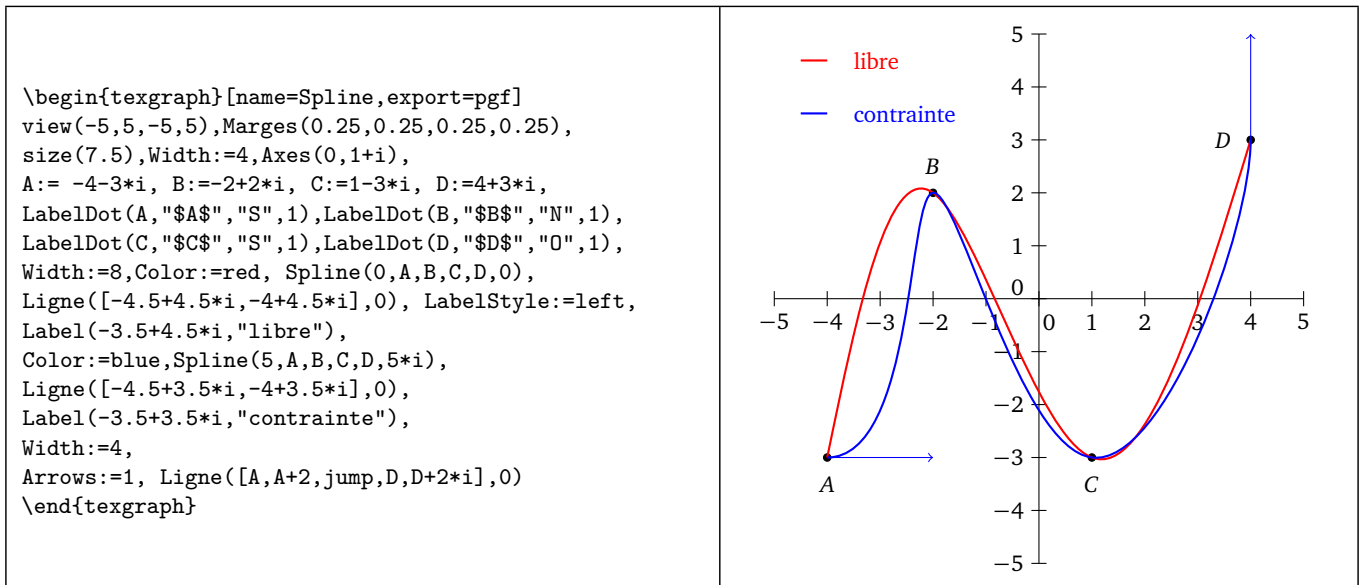 \begin{texgraph}[name=Spline,export=pgf]
view(-5,5,-5,5),Marges(0.25,0.25,0.25,0.25),
size(7.5),Width:=4,Axes(0,1+i),
A:= -4-3*i, B:=-2+2*i, C:=1-3*i, D:=4+3*i,
LabelDot(A,"$A$","S",1),LabelDot(B,"$B$","N",1),
LabelDot(C,"$C$","S",1),LabelDot(D,"$D$","O",1),
Width:=8,Color:=red, Spline(0,A,B,C,D,0),
Ligne([-4.5+4.5*i,-4+4.5*i],0), LabelStyle:=left,
Label(-3.5+4.5*i,"libre"),
Color:=blue,Spline(5,A,B,C,D,5*i),
Ligne([-4.5+3.5*i,-4+3.5*i],0),
Label(-3.5+3.5*i,"contrainte"),
Width:=4,
Arrows:=1, Ligne([A,A+2,jump,D,D+2*i],0)
\end{texgraph}
5
libre
4
contrainte
3
D
B
2
1
0
−5 −4 −3 −2 −1 0 1 2 3 4 5
−1
−2
−3
A
C
−4
−5